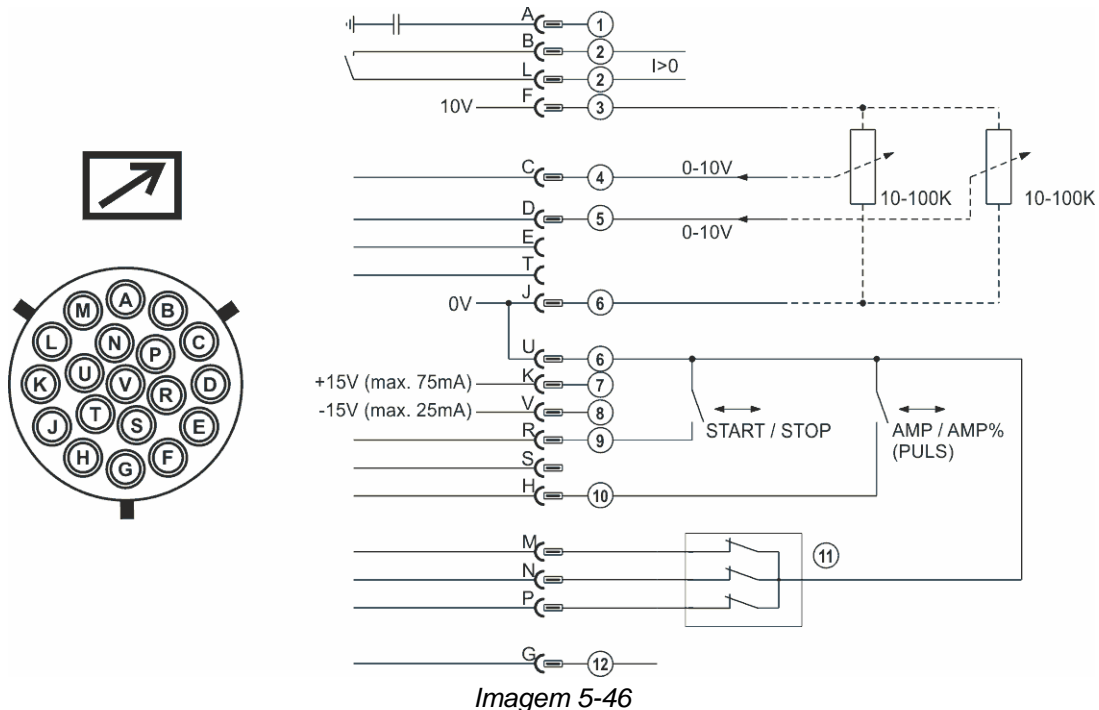 A 1
B 2
L 2 I>0
10V F 3
C 4 0-10V
10-100K 10-100K
D 5
0-10V
E
T
0V J 6
U 6
+15V (max. 75mA) K 7
-15V (max. 25mA) V 8
R 9 START / STOP AMP / AMP%
(PULS)
S
H 10
M 11
N
P
G 12
A
M B
L N P C
K U V R D
J T S E
H G F
Imagem 5-46